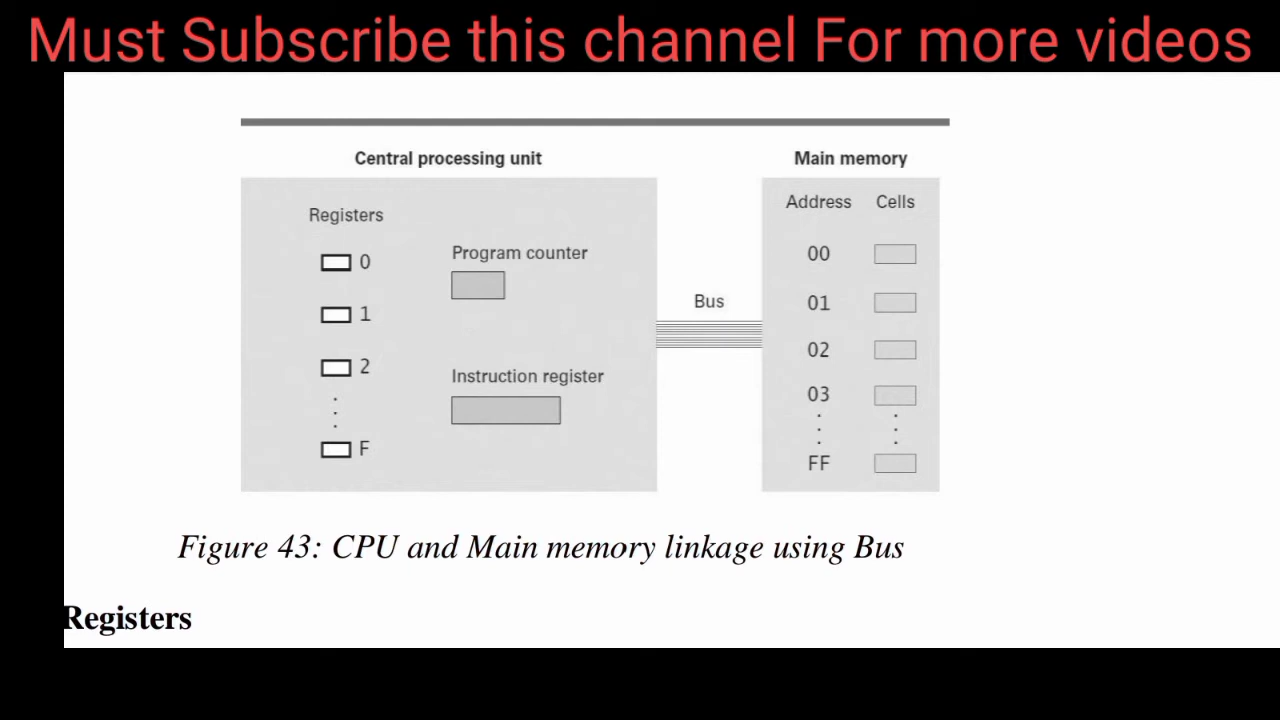 Must Subscribe this channel For more videos
Central processing unit
Main memory
Registers
Address Cells
0
Program counter
00
1
Bus
01
2
02
Instruction register
03
F
FF
Figure 43: CPU and Main memory linkage using Bus
Registers